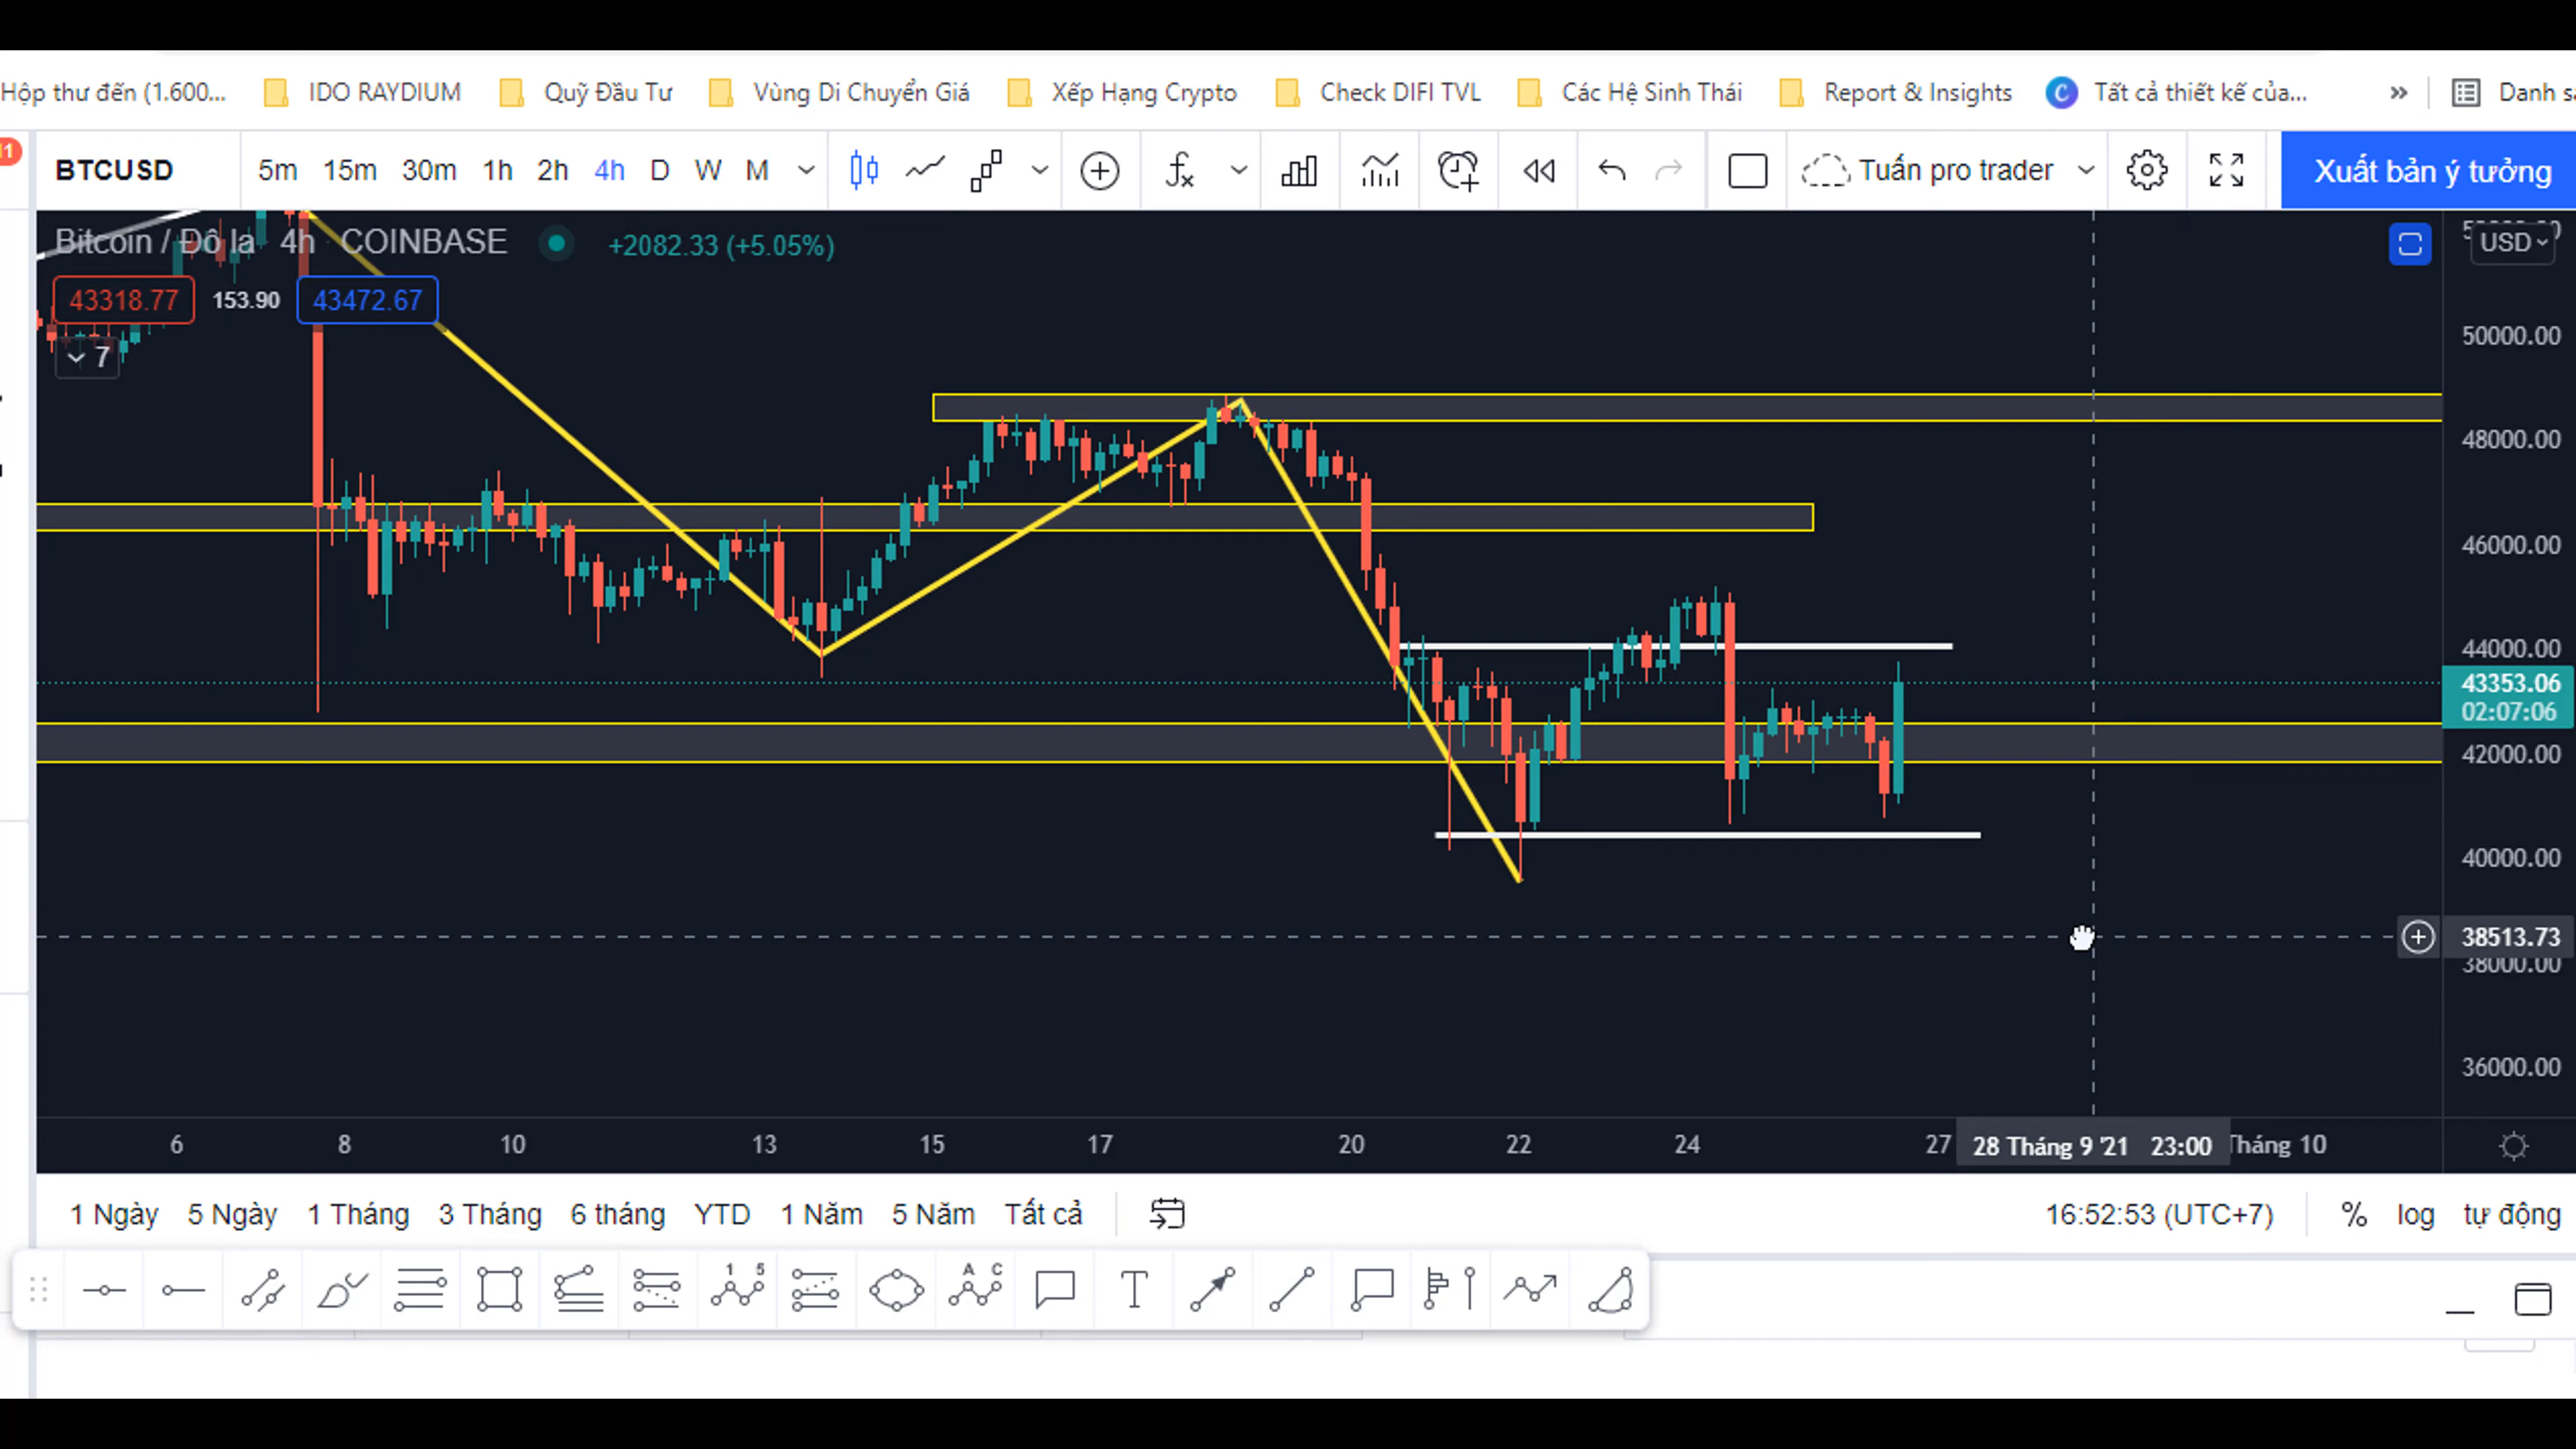 Hộp thư đến (1.600... IDO RAYDIUM Quỹ Đầu Tư Vùng Di Chuyển Giá Xếp Hạng Crypto Check DIFI TVL Các Hệ Sinh Thái Report & Insights Tất cả thiết kế của... » Danh sá
BTCUSD 5m 15m 30m 1h 2h 4h D W M Tuấn pro trader Xuất bản ý tưởng
Bitcoin / Đô la 4h COINBASE +2082.33 (+5.05%) USD
43318.77 153.90 43472.67
7
50000.00
48000.00
46000.00
44000.00
43353.06
02:07:06
42000.00
40000.00
38513.73
38000.00
36000.00
6 8 10 13 15 17 20 22 24 27 28 Tháng 9 '21 23:00 Tháng 10
1 Ngày 5 Ngày 1 Tháng 3 Tháng 6 tháng YTD 1 Năm 5 Năm Tất cả 16:52:53 (UTC+7) % log tự động
1 5 A C T